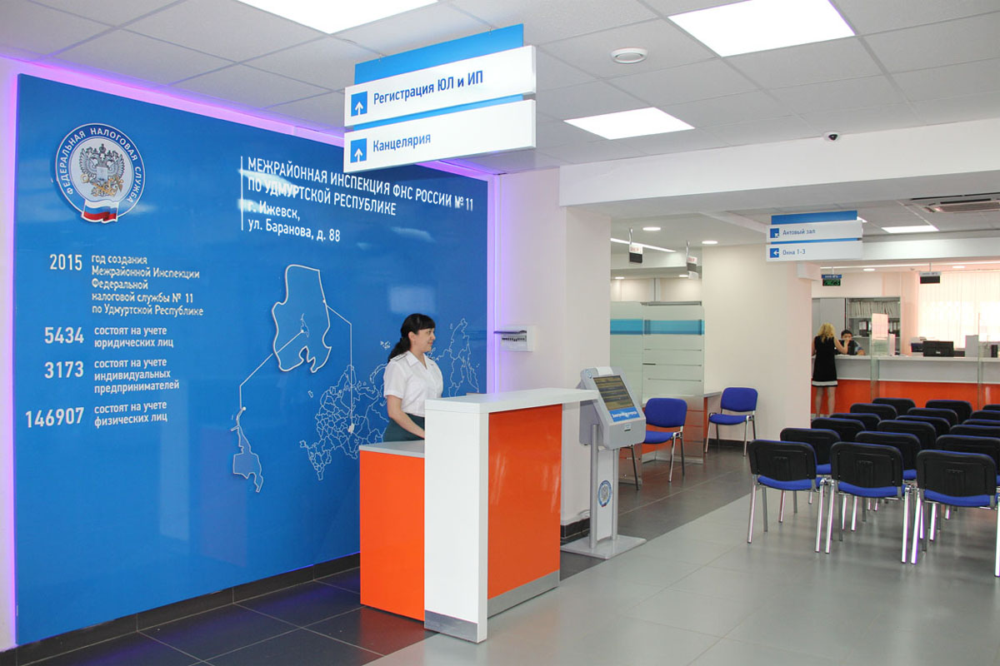 Регистрация ЮЛ и ИП
Канцелярия
ФЕДЕРАЛЬНАЯ НАЛОГОВАЯ СЛУЖБА
МЕЖРАЙОННАЯ ИНСПЕКЦИЯ ФНС РОССИИ № 11
ПО УДМУРТСКОЙ РЕСПУБЛИКЕ
г. Ижевск,
ул. Баранова, д. 88
2015 год создания
Межрайонной Инспекции
Федеральной
налоговой службы № 11
по Удмуртской Республике
5434 состоят на учете
юридических лиц
3173 состоят на учете
индивидуальных
предпринимателей
146907 состоят на учете
физических лиц
Актовый зал
Окна 1-3